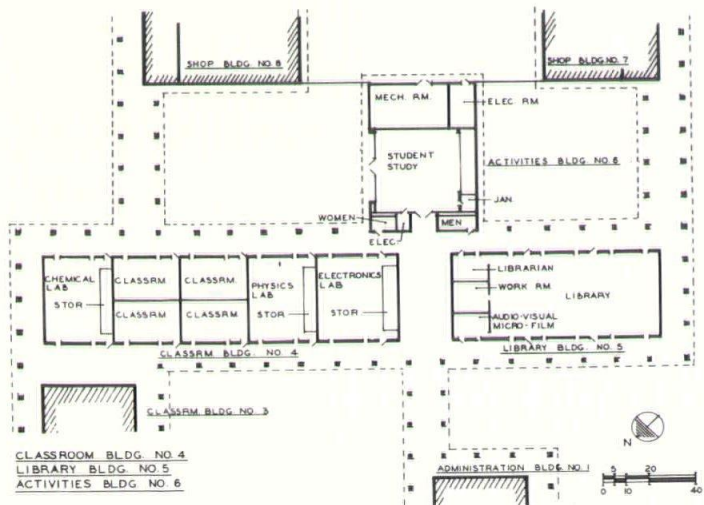 SHOP BLDG. NO. 8
SHOP BLDG. NO. 7
MECH. RM.
ELEC. RM.
STUDENT
STUDY
ACTIVITIES BLDG. NO. 6
JAN.
WOMEN
MEN
ELEC.
CHEMICAL
LAB
STOR
CLASSRM.
CLASSRM.
CLASSRM.
CLASSRM.
PHYSICS
LAB
STOR
ELECTRONICS
LAB
STOR
LIBRARIAN
WORK RM.
LIBRARY
AUDIO-VISUAL
MICRO-FILM
CLASSRM BLDG. NO. 4
LIBRARY BLDG. NO. 5
CLASSRM. BLDG. NO. 3
CLASSROOM BLDG. NO. 4
LIBRARY BLDG. NO. 5
ACTIVITIES BLDG. NO. 6
ADMINISTRATION BLDG. NO. 1
N
5 20
0 10 40